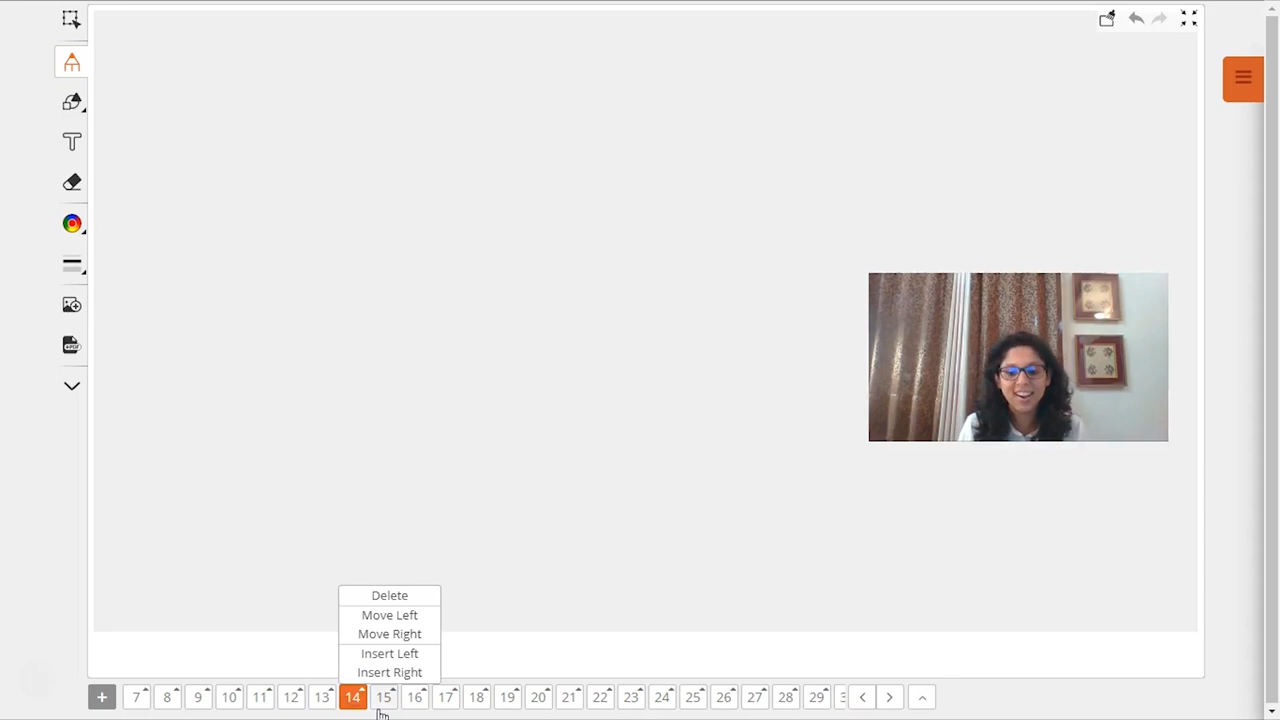 +PDF
Delete
Move Left
Move Right
Insert Left
Insert Right
+ 7 8 9 10 11 12 13 14 15 16 17 18 19 20 21 22 23 24 25 26 27 28 29